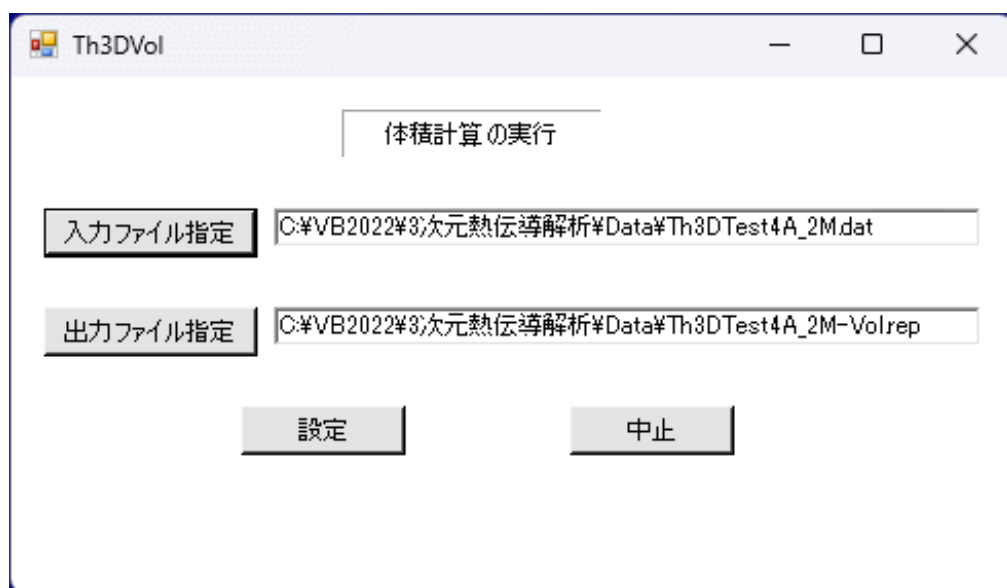 Th3DVol
体積計算の実行
入力ファイル指定 C:¥VB2022¥3次元熱伝導解析¥Data¥Th3DTest4A_2M.dat
出力ファイル指定 C:¥VB2022¥3次元熱伝導解析¥Data¥Th3DTest4A_2M-Vol.rep
設定 中止